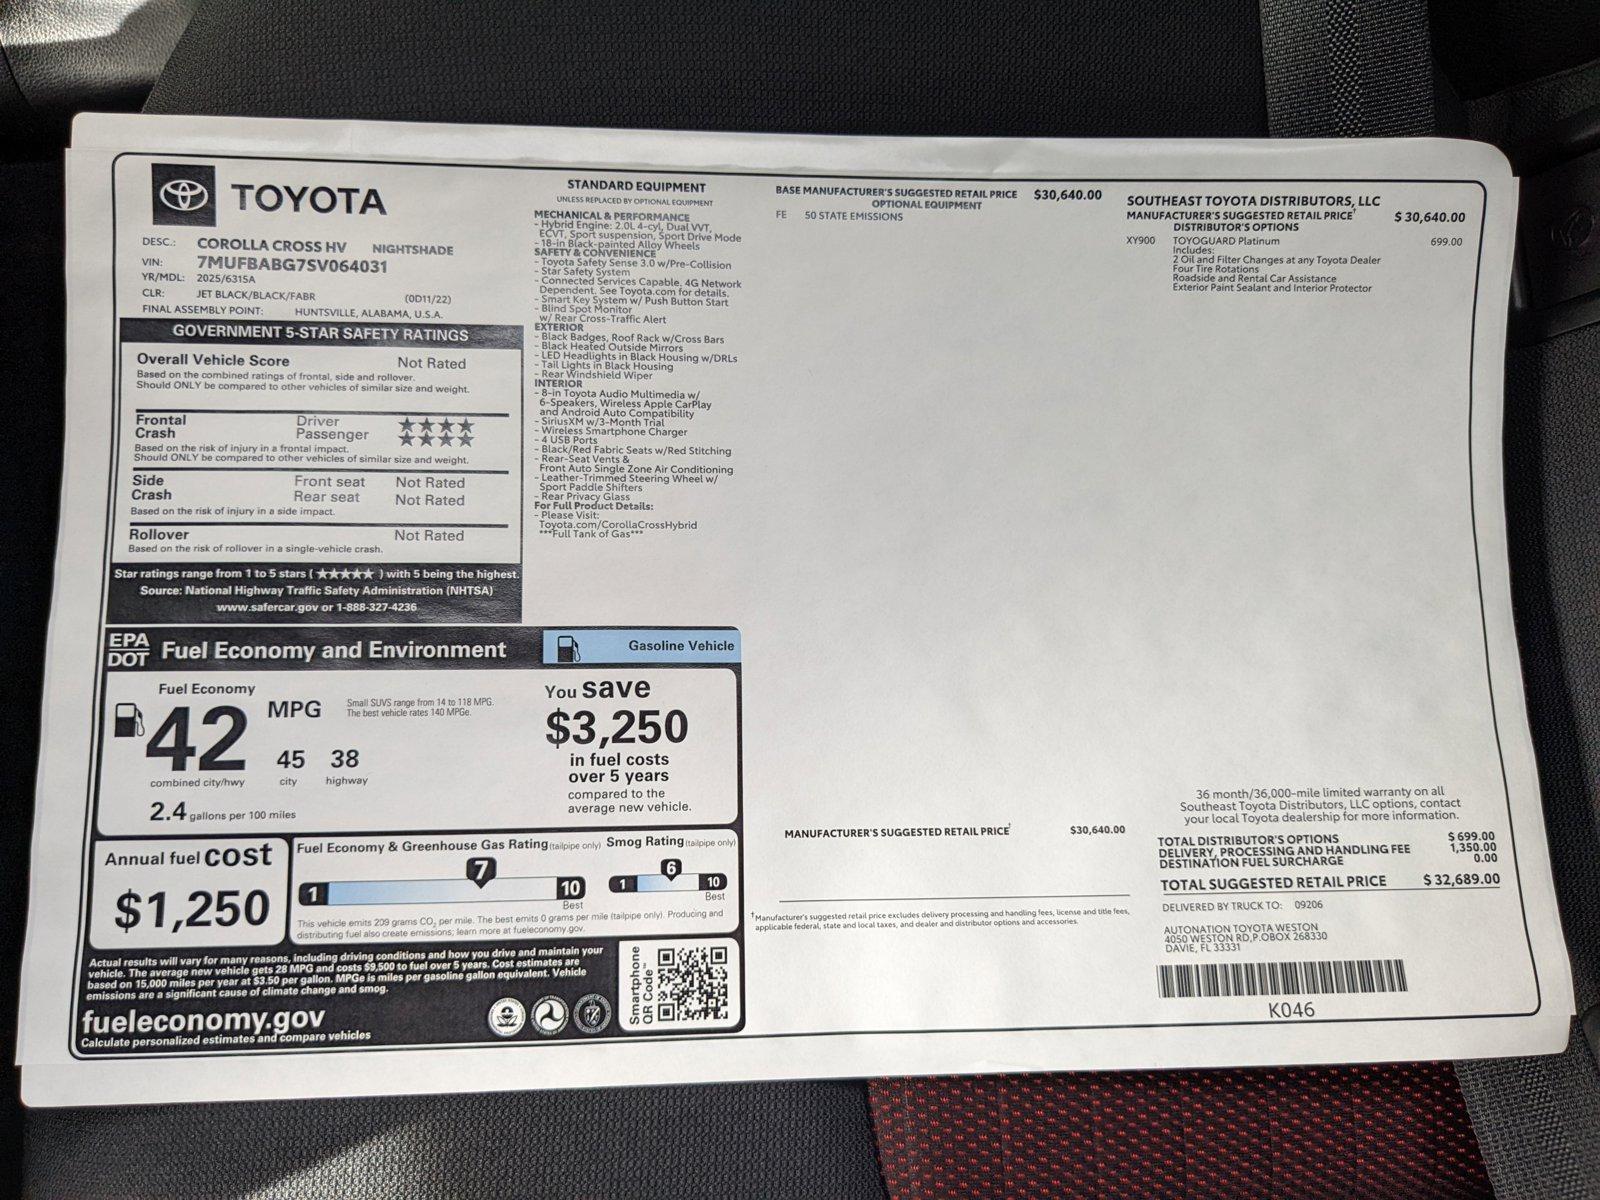 TOYOTA
DESC.: COROLLA CROSS HV NIGHTSHADE
VIN: 7MUFBABG7SV064031
YR/MDL: 2025/6315A
CLR: JET BLACK/BLACK/FABR (0D11/22)
FINAL ASSEMBLY POINT: HUNTSVILLE, ALABAMA, U.S.A.
GOVERNMENT 5-STAR SAFETY RATINGS
Overall Vehicle Score Not Rated
Based on the combined ratings of frontal, side and rollover.
Should ONLY be compared to other vehicles of similar size and weight.
Frontal Driver ★★★★
Crash Passenger ★★★★
Based on the risk of injury in a frontal impact.
Should ONLY be compared to other vehicles of similar size and weight.
Side Front seat Not Rated
Crash Rear seat Not Rated
Based on the risk of injury in a side impact.
Rollover Not Rated
Based on the risk of rollover in a single-vehicle crash.
Star ratings range from 1 to 5 stars (★★★★★) with 5 being the highest.
Source: National Highway Traffic Safety Administration (NHTSA)
www.safercar.gov or 1-888-327-4236
EPA
DOT
Fuel Economy and Environment
Gasoline Vehicle
Fuel Economy
42 MPG
combined city/hwy
45 38
city highway
2.4 gallons per 100 miles
Small SUVS range from 14 to 118 MPG.
The best vehicle rates 140 MPGe.
You save
$3,250
in fuel costs
over 5 years
compared to the
average new vehicle.
Annual fuel cost
$1,250
Fuel Economy & Greenhouse Gas Rating (tailpipe only)
1 7 10
Best
Smog Rating (tailpipe only)
1 6 10
Best
This vehicle emits 209 grams CO₂ per mile. The best emits 0 grams per mile (tailpipe only). Producing and
distributing fuel also create emissions; learn more at fueleconomy.gov.
Actual results will vary for many reasons, including driving conditions and how you drive and maintain your
vehicle. The average new vehicle gets 28 MPG and costs $9,500 to fuel over 5 years. Cost estimates are
based on 15,000 miles per year at $3.50 per gallon. MPGe is miles per gasoline gallon equivalent. Vehicle
emissions are a significant cause of climate change and smog.
fueleconomy.gov
Calculate personalized estimates and compare vehicles
Smartphone
QR Code™
STANDARD EQUIPMENT
UNLESS REPLACED BY OPTIONAL EQUIPMENT
MECHANICAL & PERFORMANCE
- Hybrid Engine: 2.0L 4-cyl, Dual VVT,
ECVT, Sport suspension, Sport Drive Mode
- 18-in Black-painted Alloy Wheels
SAFETY & CONVENIENCE
- Toyota Safety Sense 3.0 w/Pre-Collision
- Star Safety System
- Connected Services Capable, 4G Network
Dependent. See Toyota.com for details.
- Smart Key System w/ Push Button Start
- Blind Spot Monitor
w/ Rear Cross-Traffic Alert
EXTERIOR
- Black Badges, Roof Rack w/Cross Bars
- Black Heated Outside Mirrors
- LED Headlights in Black Housing w/DRLs
- Tail Lights in Black Housing
- Rear Windshield Wiper
INTERIOR
- 8-in Toyota Audio Multimedia w/
6-Speakers, Wireless Apple CarPlay
and Android Auto Compatibility
- SiriusXM w/3-Month Trial
- Wireless Smartphone Charger
- 4 USB Ports
- Black/Red Fabric Seats w/Red Stitching
- Rear-Seat Vents &
Front Auto Single Zone Air Conditioning
- Leather-Trimmed Steering Wheel w/
Sport Paddle Shifters
- Rear Privacy Glass
For Full Product Details:
- Please Visit:
Toyota.com/CorollaCrossHybrid
***Full Tank of Gas***
BASE MANUFACTURER'S SUGGESTED RETAIL PRICE $30,640.00
OPTIONAL EQUIPMENT
FE 50 STATE EMISSIONS
MANUFACTURER'S SUGGESTED RETAIL PRICE† $30,640.00
†Manufacturer's suggested retail price excludes delivery processing and handling fees, license and title fees,
applicable federal, state and local taxes, and dealer and distributor options and accessories.
SOUTHEAST TOYOTA DISTRIBUTORS, LLC
MANUFACTURER'S SUGGESTED RETAIL PRICE† $ 30,640.00
DISTRIBUTOR'S OPTIONS
XY900 TOYOGUARD Platinum 699.00
Includes:
2 Oil and Filter Changes at any Toyota Dealer
Four Tire Rotations
Roadside and Rental Car Assistance
Exterior Paint Sealant and Interior Protector
36 month/36,000-mile limited warranty on all
Southeast Toyota Distributors, LLC options, contact
your local Toyota dealership for more information.
TOTAL DISTRIBUTOR'S OPTIONS $ 699.00
DELIVERY, PROCESSING AND HANDLING FEE 1,350.00
DESTINATION FUEL SURCHARGE 0.00
TOTAL SUGGESTED RETAIL PRICE $ 32,689.00
DELIVERED BY TRUCK TO: 09206
AUTONATION TOYOTA WESTON
4050 WESTON RD,P.OBOX 268330
DAVIE, FL 33331
K046